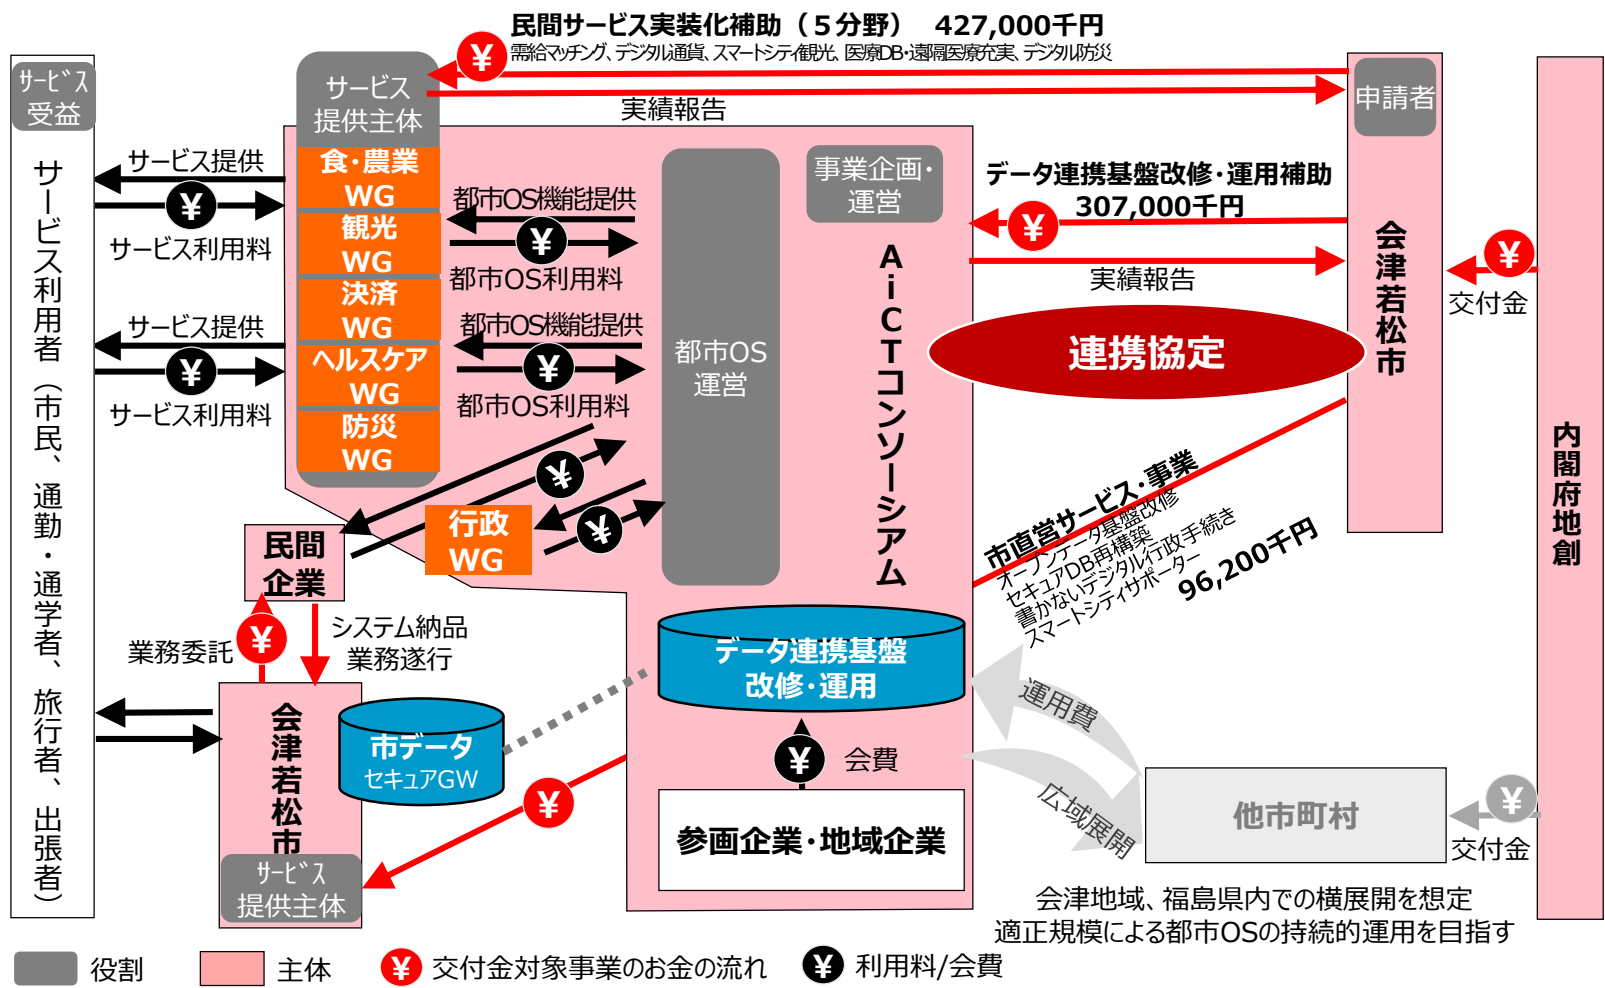 民間サービス実装化補助（５分野）　427,000千円
需給マッチング、デジタル通貨、スマートシティ観光、医療DB・遠隔医療充実、デジタル防災
実績報告
ｻｰﾋﾞｽ
受益
サービス利用者（市民、通勤・通学者、旅行者、出張者）
サービス提供
サービス利用料
サービス提供
サービス利用料
サービス
提供主体
食・農業
WG
観光
WG
決済
WG
ヘルスケア
WG
防災
WG
都市OS機能提供
都市OS利用料
都市OS機能提供
都市OS利用料
都市OS
運営
事業企画・
運営
AiCTコンソーシアム
データ連携基盤改修・運用補助
307,000千円
実績報告
連携協定
申請者
会津若松市
交付金
内閣府地創
市直営サービス・事業
オープンデータ基盤改修
セキュアDB再構築
書かないデジタル行政手続き
スマートシティサポーター
96,200千円
行政
WG
民間
企業
業務委託
システム納品
業務遂行
会津若松市
ｻｰﾋﾞｽ
提供主体
市データ
セキュアGW
データ連携基盤
改修・運用
会費
参画企業・地域企業
運用費
広域展開
他市町村
交付金
会津地域、福島県内での横展開を想定
適正規模による都市OSの持続的運用を目指す
役割
主体
¥ 交付金対象事業のお金の流れ
¥ 利用料/会費